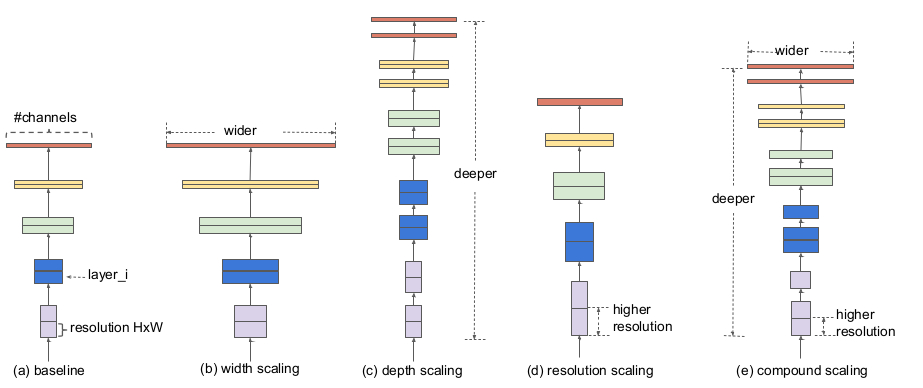 #channels
layer_i
resolution HxW
(a) baseline
wider
(b) width scaling
deeper
(c) depth scaling
higher
resolution
(d) resolution scaling
wider
deeper
higher
resolution
(e) compound scaling